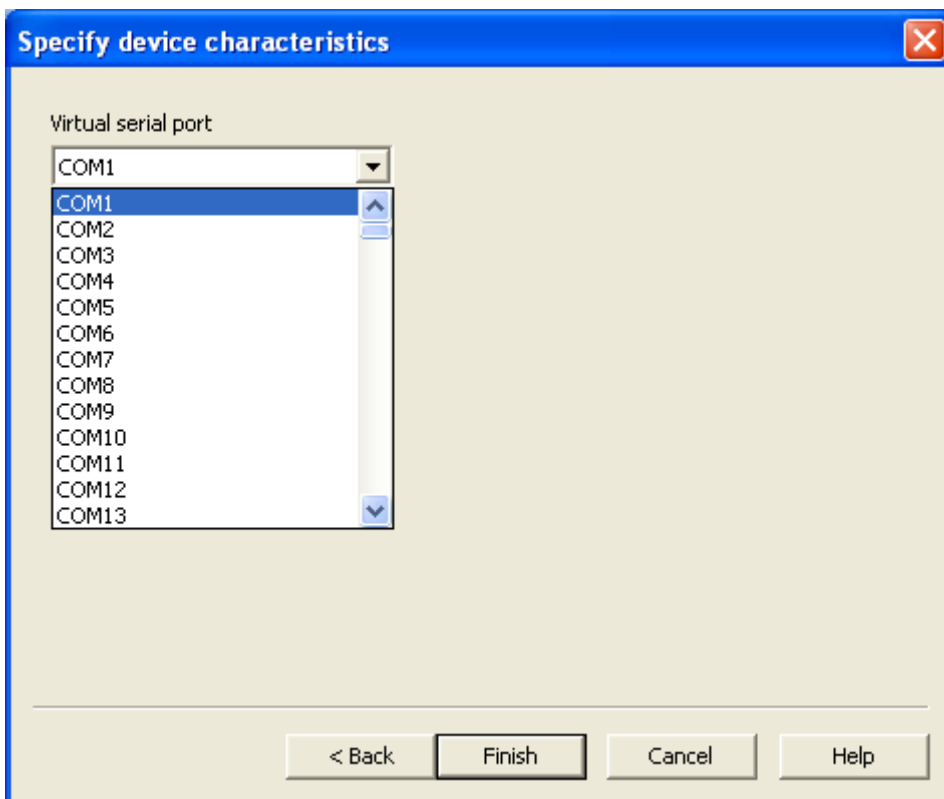 Specify device characteristics
Virtual serial port
COM1
COM1
COM2
COM3
COM4
COM5
COM6
COM7
COM8
COM9
COM10
COM11
COM12
COM13
< Back Finish Cancel Help